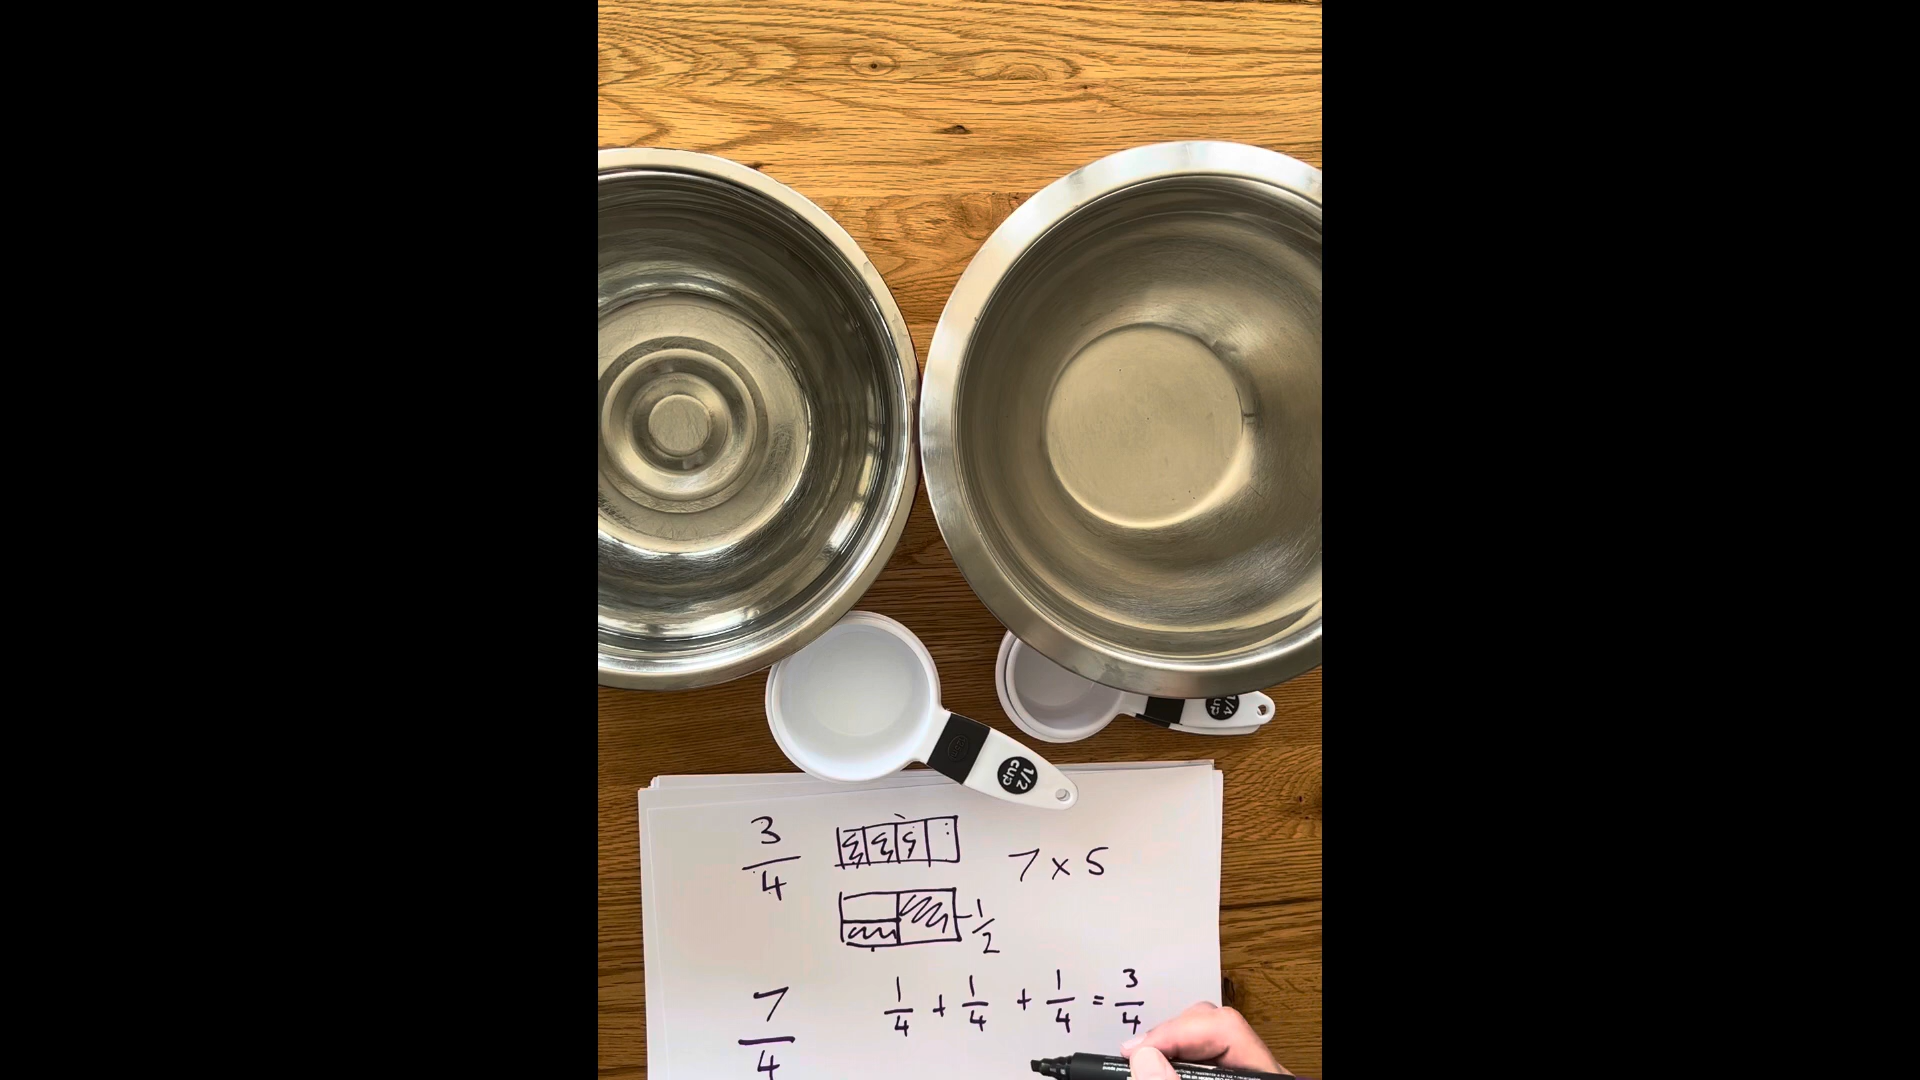 1/2 cup
1/4 cup
3/4
7 x 5
1/2
1/4 + 1/4 + 1/4 = 3/4
7/4